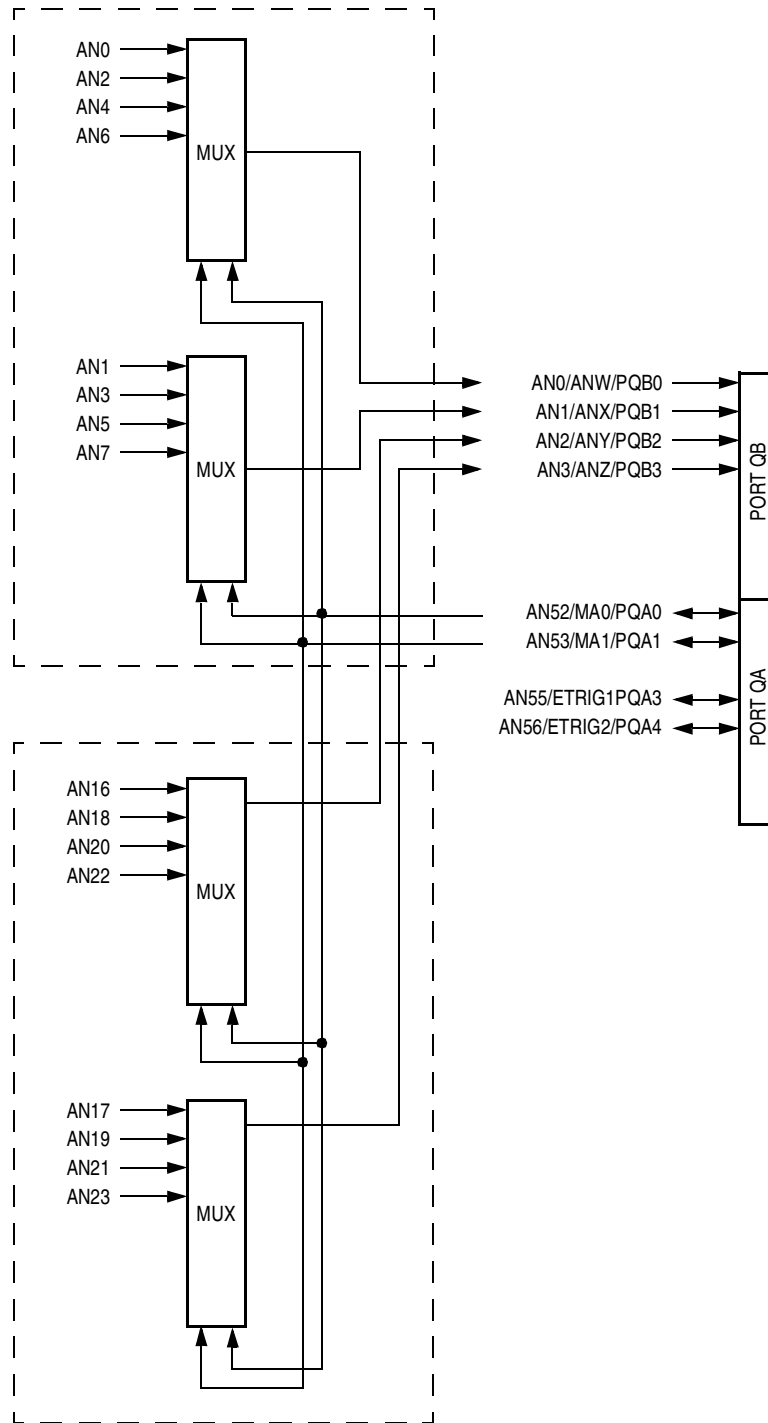 AN0
AN2
AN4
AN6
MUX
AN1
AN3
AN5
AN7
MUX
AN0/ANW/PQB0
AN1/ANX/PQB1
AN2/ANY/PQB2
AN3/ANZ/PQB3
PORT QB
AN52/MA0/PQA0
AN53/MA1/PQA1
AN55/ETRIG1PQA3
AN56/ETRIG2/PQA4
PORT QA
AN16
AN18
AN20
AN22
MUX
AN17
AN19
AN21
AN23
MUX